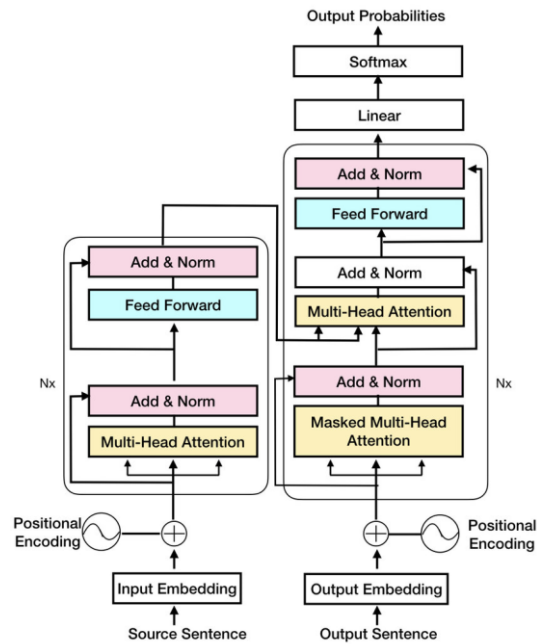 Output Probabilities
Softmax
Linear
Add & Norm
Feed Forward
Add & Norm
Multi-Head Attention
Add & Norm
Masked Multi-Head
Attention
Nx
Add & Norm
Feed Forward
Nx
Add & Norm
Multi-Head Attention
Positional
Encoding
Positional
Encoding
Input Embedding
Output Embedding
Source Sentence
Output Sentence